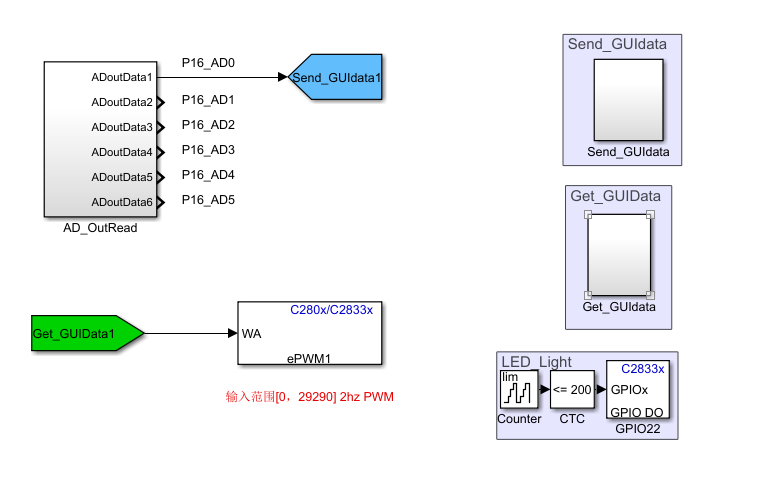 P16_AD0
ADoutData1
Send_GUIdata1
ADoutData2
P16_AD1
ADoutData3
P16_AD2
ADoutData4
P16_AD3
ADoutData5
P16_AD4
ADoutData6
P16_AD5
AD_OutRead
Send_GUIdata
Send_GUIdata
Get_GUIData
Get_GUIdata
Get_GUIData1
C280x/C2833x
WA
ePWM1
输入范围[0，29290] 2hz PWM
LED_Light
lim
Counter
<= 200
CTC
C2833x
GPIOx
GPIO DO
GPIO22